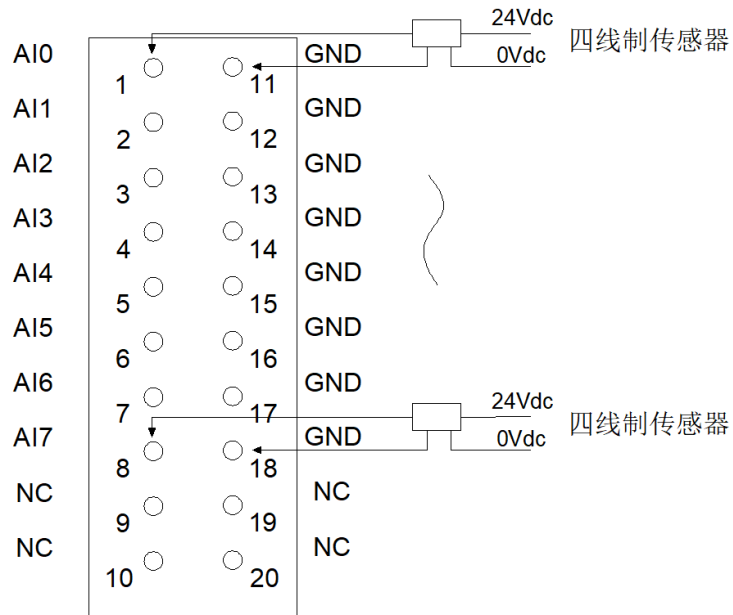 24Vdc
AI0 GND 0Vdc 四线制传感器
1 11
AI1 GND
2 12
AI2 GND
3 13
AI3 GND
4 14
AI4 GND
5 15
AI5 GND
6 16
AI6 GND
7 17 24Vdc
AI7 GND 0Vdc 四线制传感器
8 18
NC NC
9 19
NC NC
10 20